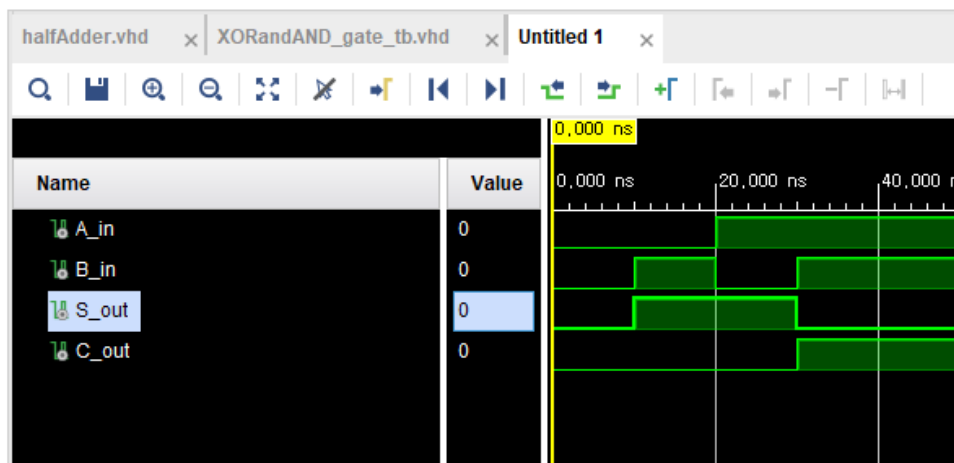 halfAdder.vhd × XORandAND_gate_tb.vhd × Untitled 1 ×
0,000 ns
Name Value 0,000 ns 20,000 ns 40,000
A_in 0
B_in 0
S_out 0
C_out 0